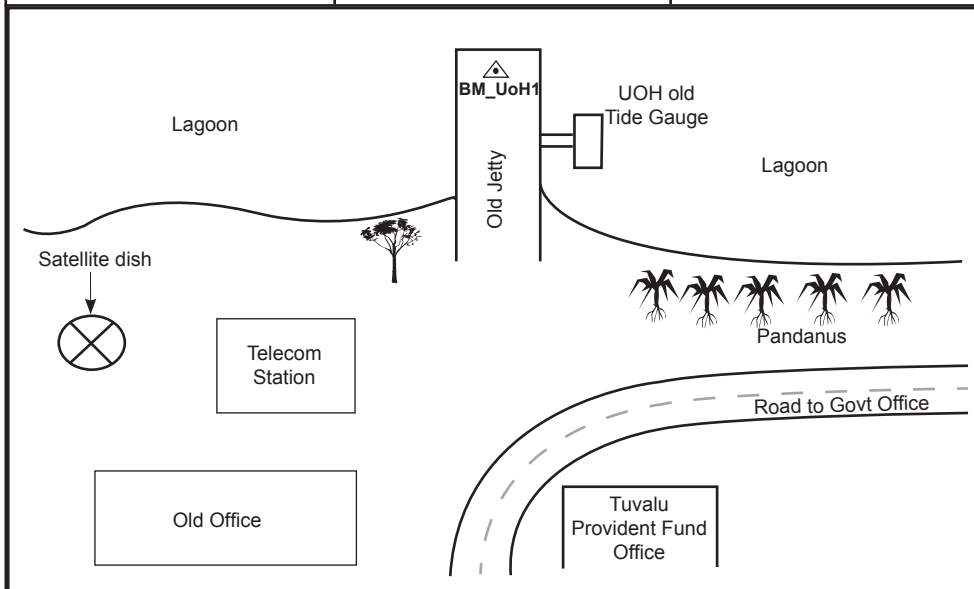 BM_UoH1
UOH old
Tide Gauge
Lagoon
Lagoon
Old Jetty
Satellite dish
Pandanus
Telecom
Station
Road to Govt Office
Old Office
Tuvalu
Provident Fund
Office